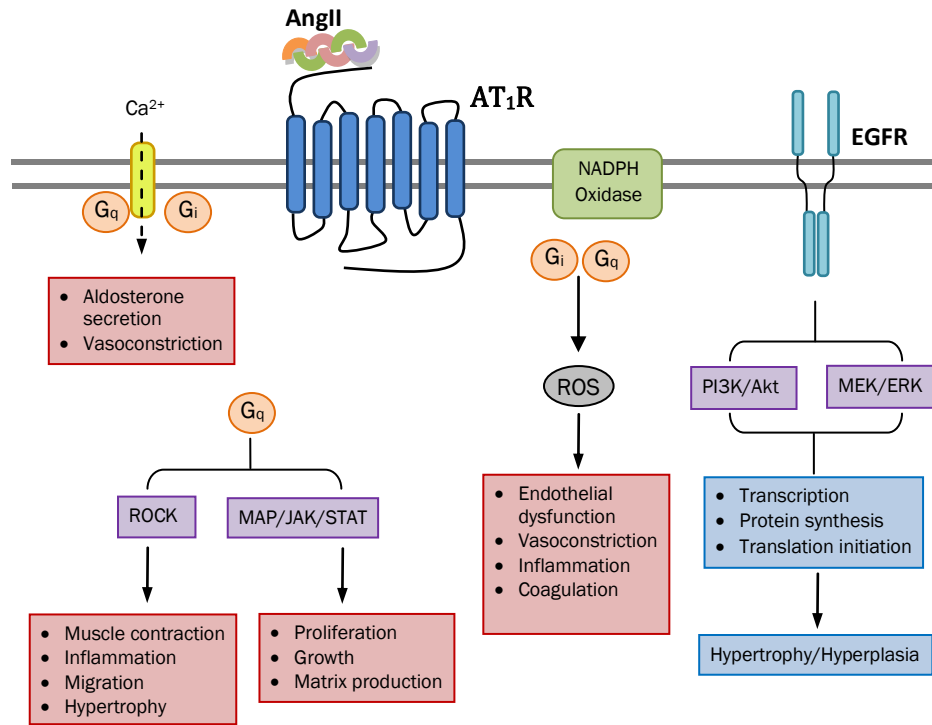 AngII
AT₁R
Ca²⁺
EGFR
NADPH
Oxidase
Gq
Gi
Gi
Gq
• Aldosterone
secretion
• Vasoconstriction
ROS
PI3K/Akt
MEK/ERK
Gq
ROCK
MAP/JAK/STAT
• Endothelial
dysfunction
• Vasoconstriction
• Inflammation
• Coagulation
• Transcription
• Protein synthesis
• Translation initiation
• Muscle contraction
• Inflammation
• Migration
• Hypertrophy
• Proliferation
• Growth
• Matrix production
Hypertrophy/Hyperplasia